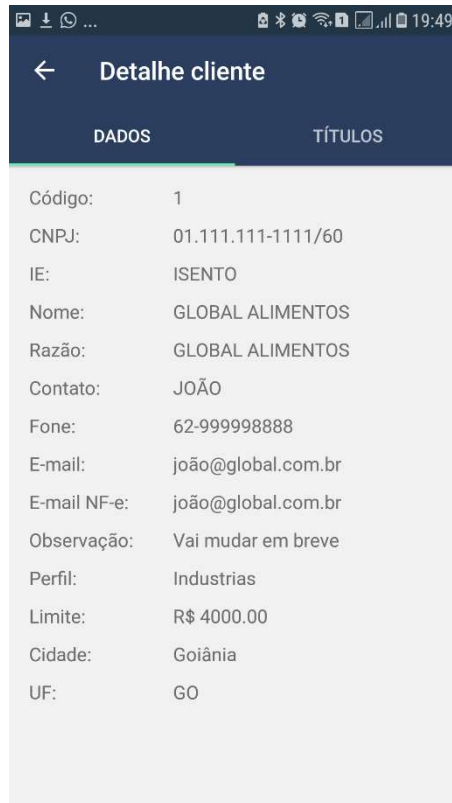 ... 1 19:49
Detalhe cliente
DADOS TÍTULOS
Código: 1
CNPJ: 01.111.111-1111/60
IE: ISENTO
Nome: GLOBAL ALIMENTOS
Razão: GLOBAL ALIMENTOS
Contato: JOÃO
Fone: 62-999998888
E-mail: joão@global.com.br
E-mail NF-e: joão@global.com.br
Observação: Vai mudar em breve
Perfil: Industrias
Limite: R$ 4000.00
Cidade: Goiânia
UF: GO